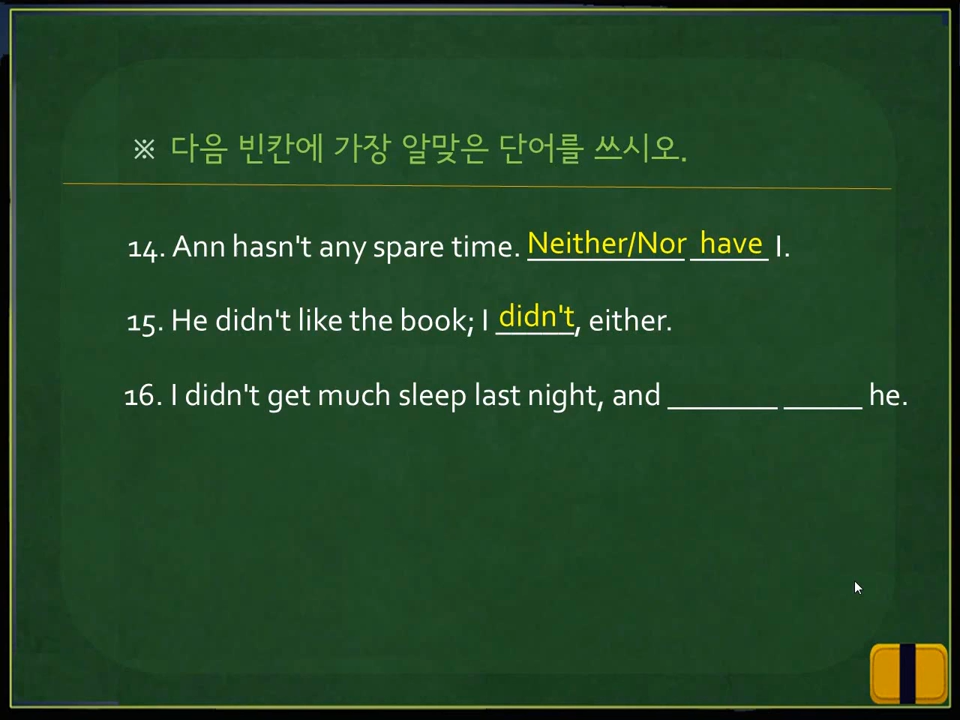 ※ 다음 빈칸에 가장 알맞은 단어를 쓰시오.
14. Ann hasn't any spare time. Neither/Nor have I.
15. He didn't like the book; I didn't, either.
16. I didn't get much sleep last night, and _______ _____ he.